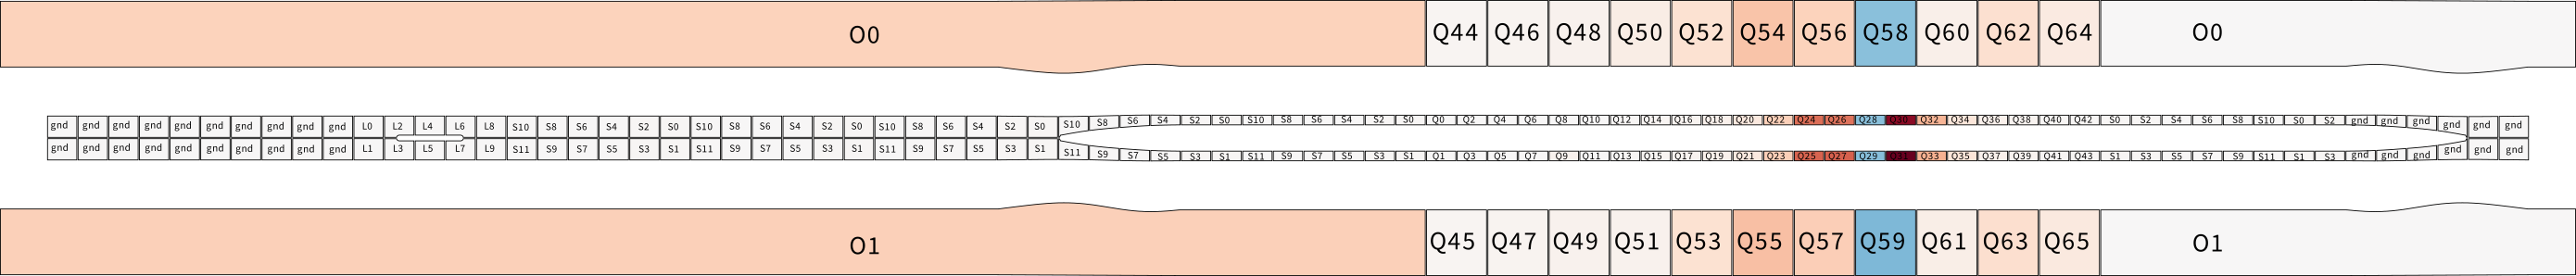 O0 Q44 Q46 Q48 Q50 Q52 Q54 Q56 Q58 Q60 Q62 Q64 O0
gnd gnd gnd gnd gnd gnd gnd gnd gnd gnd L0 L2 L4 L6 L8 S10 S8 S6 S4 S2 S0 S10 S8 S6 S4 S2 S0 S10 S8 S6 S4 S2 S0 S10 S8 S6 S4 S2 S0 S10 S8 S6 S4 S2 S0 Q0 Q2 Q4 Q6 Q8 Q10 Q12 Q14 Q16 Q18 Q20 Q22 Q24 Q26 Q28 Q30 Q32 Q34 Q36 Q38 Q40 Q42 S0 S2 S4 S6 S8 S10 S0 S2 gnd gnd gnd gnd gnd gnd
gnd gnd gnd gnd gnd gnd gnd gnd gnd gnd L1 L3 L5 L7 L9 S11 S9 S7 S5 S3 S1 S11 S9 S7 S5 S3 S1 S11 S9 S7 S5 S3 S1 S11 S9 S7 S5 S3 S1 S11 S9 S7 S5 S3 S1 Q1 Q3 Q5 Q7 Q9 Q11 Q13 Q15 Q17 Q19 Q21 Q23 Q25 Q27 Q29 Q31 Q33 Q35 Q37 Q39 Q41 Q43 S1 S3 S5 S7 S9 S11 S1 S3 gnd gnd gnd gnd gnd gnd
O1 Q45 Q47 Q49 Q51 Q53 Q55 Q57 Q59 Q61 Q63 Q65 O1